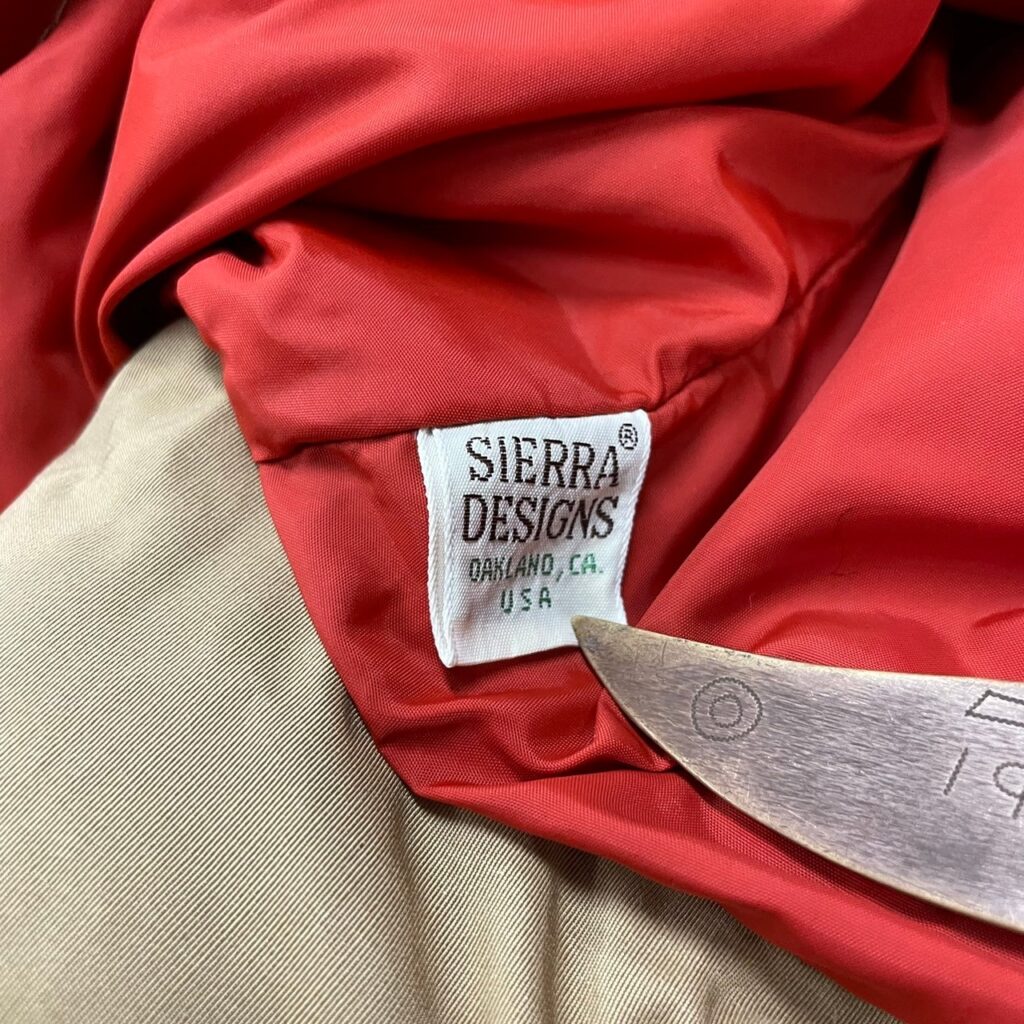 SIERRA®
DESIGNS
OAKLAND, CA.
USA